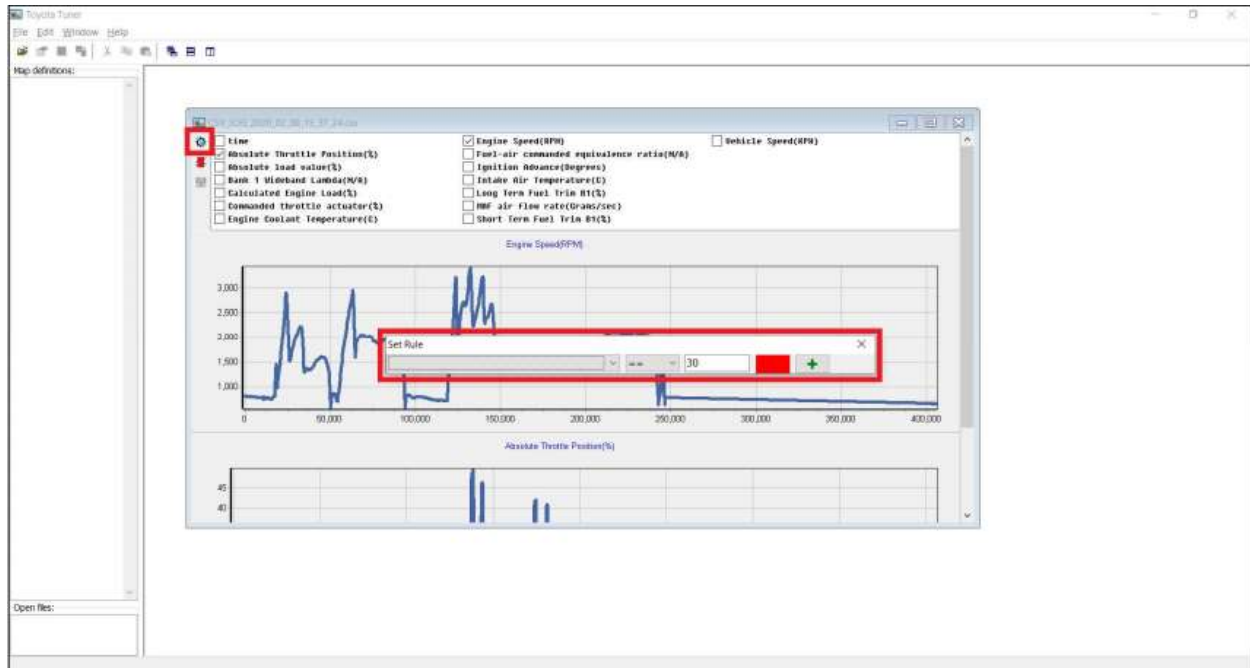 Toyota Tuner
File Edit Window Help
Map definitions:
time
Engine Speed(RPM)
Vehicle Speed(KPH)
Absolute Throttle Position(%)
Fuel-air commanded equivalence ratio(N/A)
Absolute load value(%)
Ignition Advance(Degrees)
Bank 1 Wideband Lambda(N/A)
Intake Air Temperature(C)
Calculated Engine Load(%)
Long Term Fuel Trim B1(%)
Commanded throttle actuator(%)
MAF air flow rate(Grams/sec)
Engine Coolant Temperature(C)
Short Term Fuel Trim B1(%)
Engine Speed(RPM)
3,000
2,500
2,000
1,500
1,000
Set Rule
== 30 +
0 50,000 100,000 150,000 200,000 250,000 300,000 350,000 400,000
Absolute Throttle Position(%)
45
40
Open files: